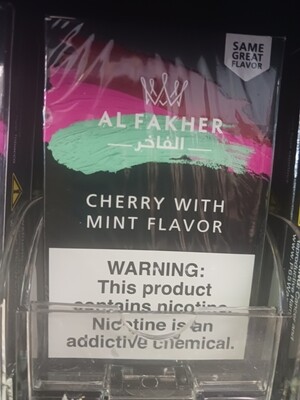 SAME
GREAT
FLAVOR
AL FAKHER
الفاخر
CHERRY WITH
MINT FLAVOR
WARNING:
This product
contains nicotine.
Nicotine is an
addictive chemical.